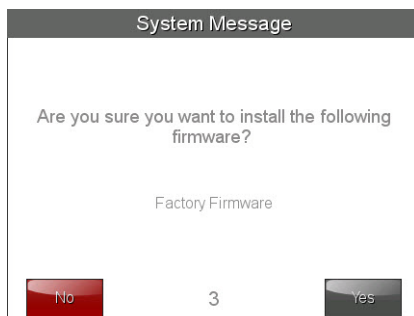 System Message
Are you sure you want to install the following
firmware?
Factory Firmware
No
3
Yes